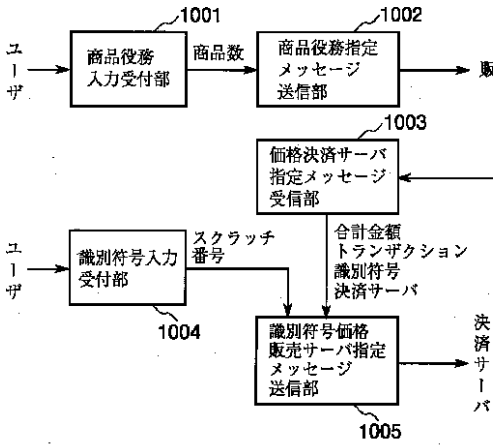 1001
1002
ユーザ
商品役務
入力受付部
商品数
商品役務指定
メッセージ
送信部
販
1003
価格決済サーバ
指定メッセージ
受信部
ユーザ
識別符号入力
受付部
スクラッチ
番号
合計金額
トランザクション
識別符号
決済サーバ
1004
識別符号価格
販売サーバ指定
メッセージ
送信部
決済サーバ
1005